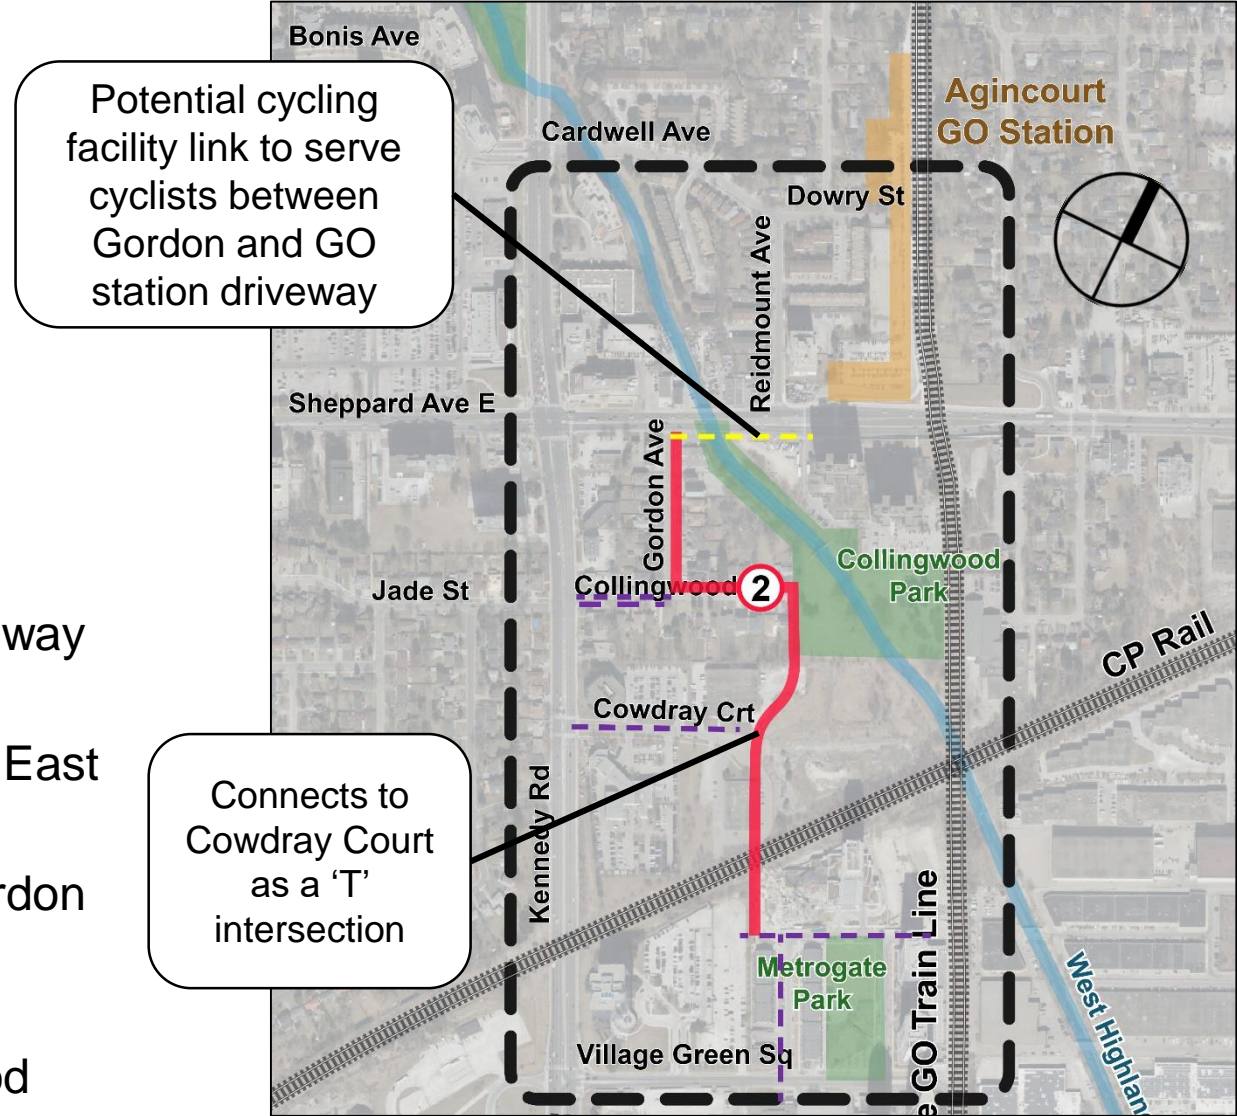 Bonis Ave
Potential cycling
facility link to serve
cyclists between
Gordon and GO
station driveway
Agincourt
GO Station
Cardwell Ave
Dowry St
Reidmount Ave
Sheppard Ave E
Gordon Ave
Collingwood
2
Collingwood
Park
Jade St
way
CP Rail
Cowdray Crt
East
Connects to
Cowdray Court
as a ‘T’
intersection
Kennedy Rd
rdon
Metrogate
Park
e GO Train Line
West Highlan
Village Green Sq
od